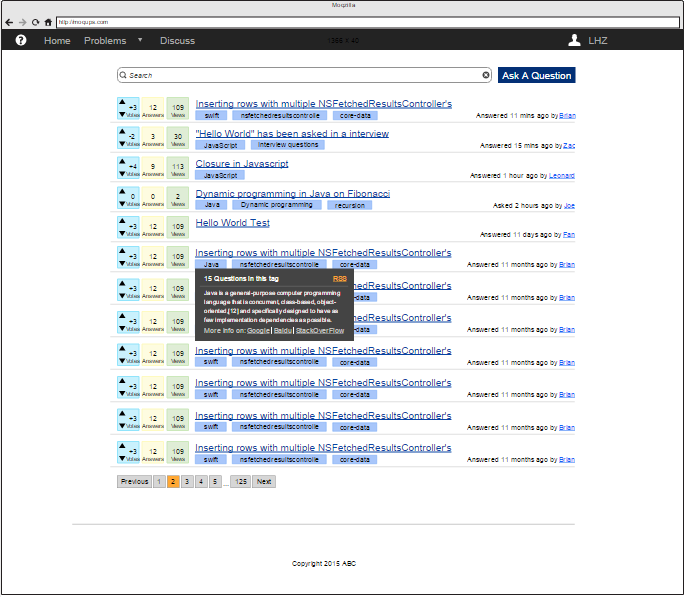 Moqzilla
http://moqups.com
? Home Problems ▼ Discuss LHZ
Search Ask A Question
+3 12 109 Inserting rows with multiple NSFetchedResultsController's
Votes Answers Views swift nsfetchedresultscontrolle core-data Answered 11 mins ago by Brian
-2 3 30 "Hello World" has been asked in a interview
Votes Answers Views JavaScript Interview questions Answered 15 mins ago by Zac
+4 9 113 Closure in Javascript
Votes Answers Views JavaScript Answered 1 hour ago by Leonard
0 0 2 Dynamic programming in Java on Fibonacci
Votes Answers Views Java Dynamic programming recursion Asked 2 hours ago by Joe
+3 12 109 Hello World Test
Votes Answers Views Answered 11 days ago by Pan
+3 12 109 Inserting rows with multiple NSFetchedResultsController's
Votes Answers Views Java nsfetchedresultscontrolle core-data Answered 11 months ago by Brian
15 Questions in this tag RSS
Java is a general-purpose computer programming
language that is concurrent, class-based, object-
oriented,[12] and specifically designed to have as
few implementation dependencies as possible.
More info on: Google | Baidu | StackOverFlow
+3 12 109 Inserting rows with multiple NSFetchedResultsController's
Votes Answers Views core-data Answered 11 months ago by Brian
+3 12 109 NSFetchedResultsController's
Votes Answers Views core-data Answered 11 months ago by Brian
+3 12 109 Inserting rows with multiple NSFetchedResultsController's
Votes Answers Views swift nsfetchedresultscontrolle core-data Answered 11 months ago by Brian
+3 12 109 Inserting rows with multiple NSFetchedResultsController's
Votes Answers Views swift nsfetchedresultscontrolle core-data Answered 11 months ago by Brian
+3 12 109 Inserting rows with multiple NSFetchedResultsController's
Votes Answers Views swift nsfetchedresultscontrolle core-data Answered 11 months ago by Brian
+3 12 109 Inserting rows with multiple NSFetchedResultsController's
Votes Answers Views swift nsfetchedresultscontrolle core-data Answered 11 months ago by Brian
Previous 1 2 3 4 5 ... 125 Next
Copyright 2015 ABC